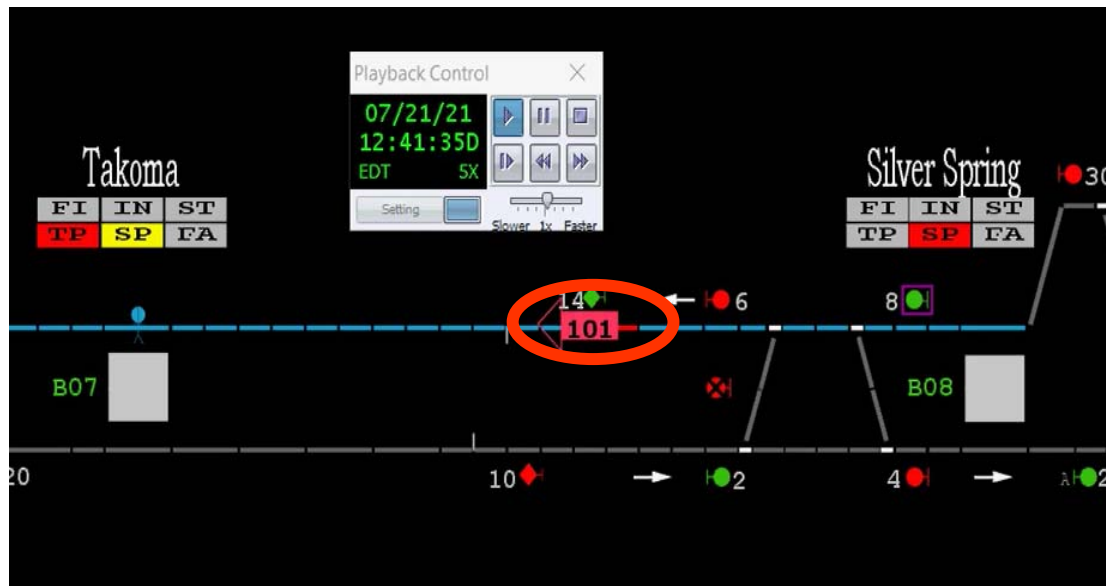 Playback Control
07/21/21
12:41:35D
EDT 5X
Setting
Slower 1x Faster
Takoma
FI IN ST
TP SP FA
Silver Spring
FI IN ST
TP SP FA
30
14
6
8
101
B07
B08
20
10
2
4
A 2